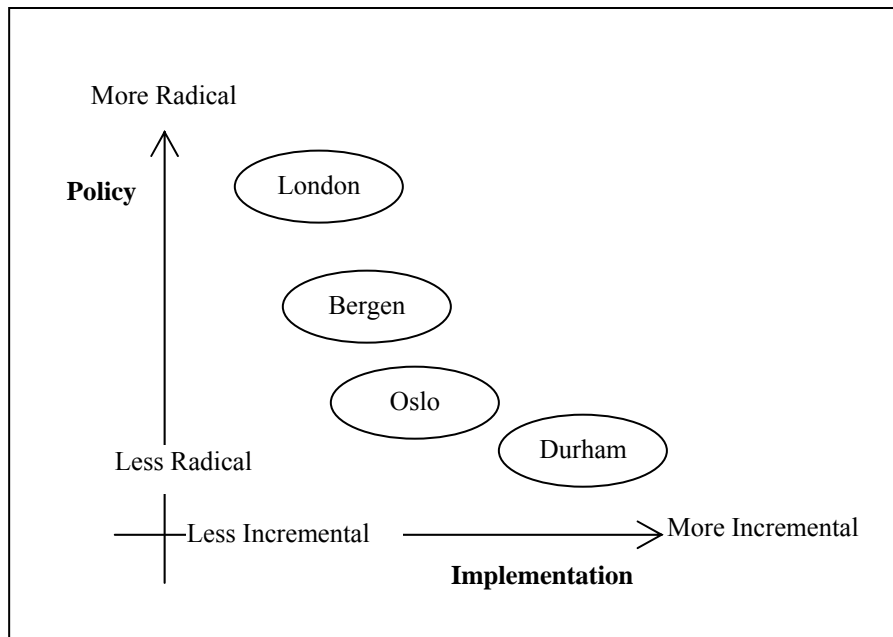 More Radical
Policy
London
Bergen
Oslo
Durham
Less Radical
Less Incremental
More Incremental
Implementation